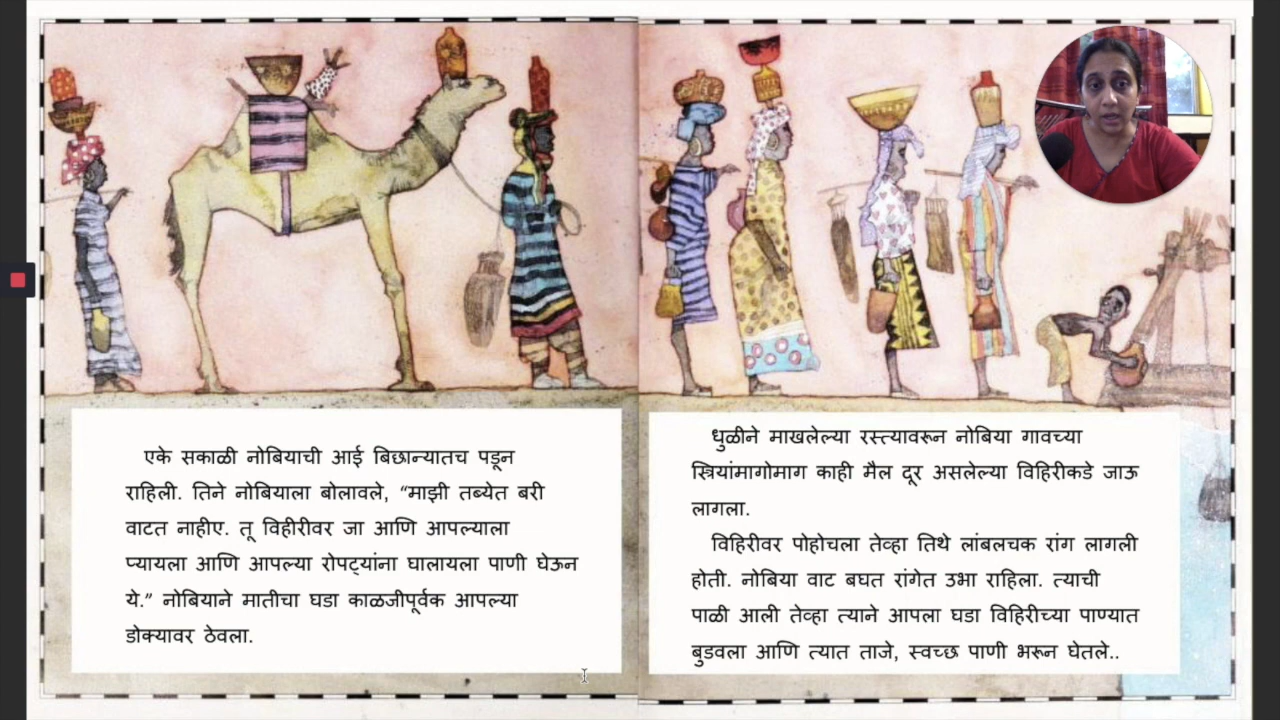 एके सकाळी नोबियाची आई बिछान्यातच पडून
राहिली. तिने नोबियाला बोलावले, “माझी तब्येत बरी
वाटत नाहीए. तू विहीरीवर जा आणि आपल्याला
प्यायला आणि आपल्या रोपट्यांना घालायला पाणी घेऊन
ये.” नोबियाने मातीचा घडा काळजीपूर्वक आपल्या
डोक्यावर ठेवला.
धुळीने माखलेल्या रस्त्यावरून नोबिया गावच्या
स्त्रियांमागोमाग काही मैल दूर असलेल्या विहिरीकडे जाऊ
लागला.
विहिरीवर पोहोचला तेव्हा तिथे लांबलचक रांग लागली
होती. नोबिया वाट बघत रांगेत उभा राहिला. त्याची
पाळी आली तेव्हा त्याने आपला घडा विहिरीच्या पाण्यात
बुडवला आणि त्यात ताजे, स्वच्छ पाणी भरून घेतले..